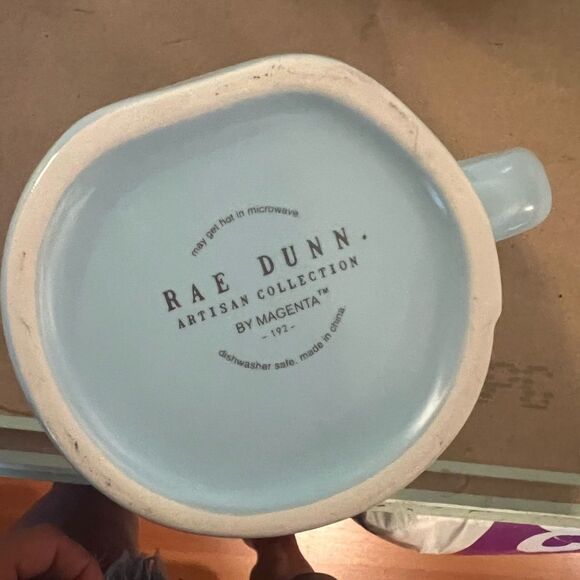 may get hot in microwave.
RAE DUNN.
ARTISAN COLLECTION
BY MAGENTA™
- 192 -
dishwasher safe. made in china.